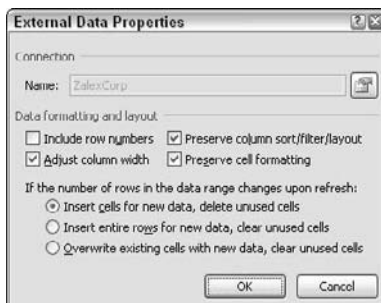 External Data Properties
Connection
Name: ZalexCorp
Data formatting and layout
Include row numbers Preserve column sort/filter/layout
Adjust column width Preserve cell formatting
If the number of rows in the data range changes upon refresh:
Insert cells for new data, delete unused cells
Insert entire rows for new data, clear unused cells
Overwrite existing cells with new data, clear unused cells
OK Cancel